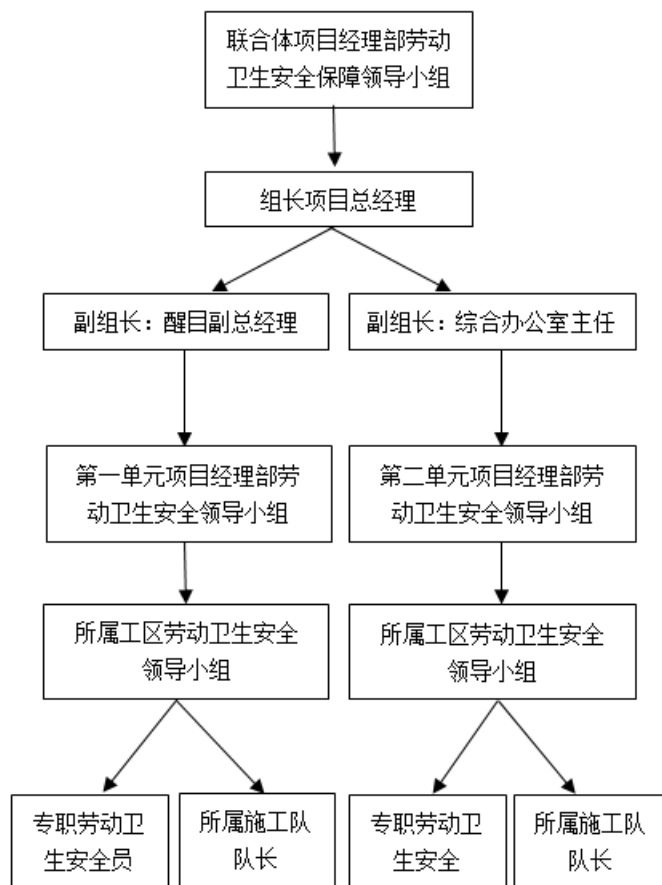 联合体项目经理部劳动
卫生安全保障领导小组
组长项目总经理
副组长：醒目副总经理
副组长：综合办公室主任
第一单元项目经理部劳
动卫生安全领导小组
第二单元项目经理部劳
动卫生安全领导小组
所属工区劳动卫生安全
领导小组
所属工区劳动卫生安全
领导小组
专职劳动卫
生安全员
所属施工队
队长
专职劳动卫
生安全
所属施工队
队长